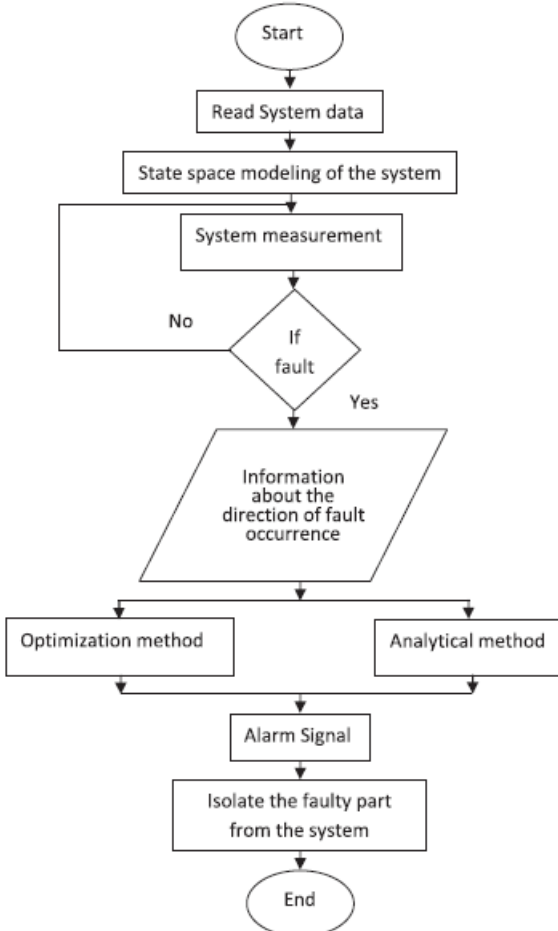 Start
Read System data
State space modeling of the system
System measurement
No
If
fault
Yes
Information
about the
direction of fault
occurrence
Optimization method
Analytical method
Alarm Signal
Isolate the faulty part
from the system
End